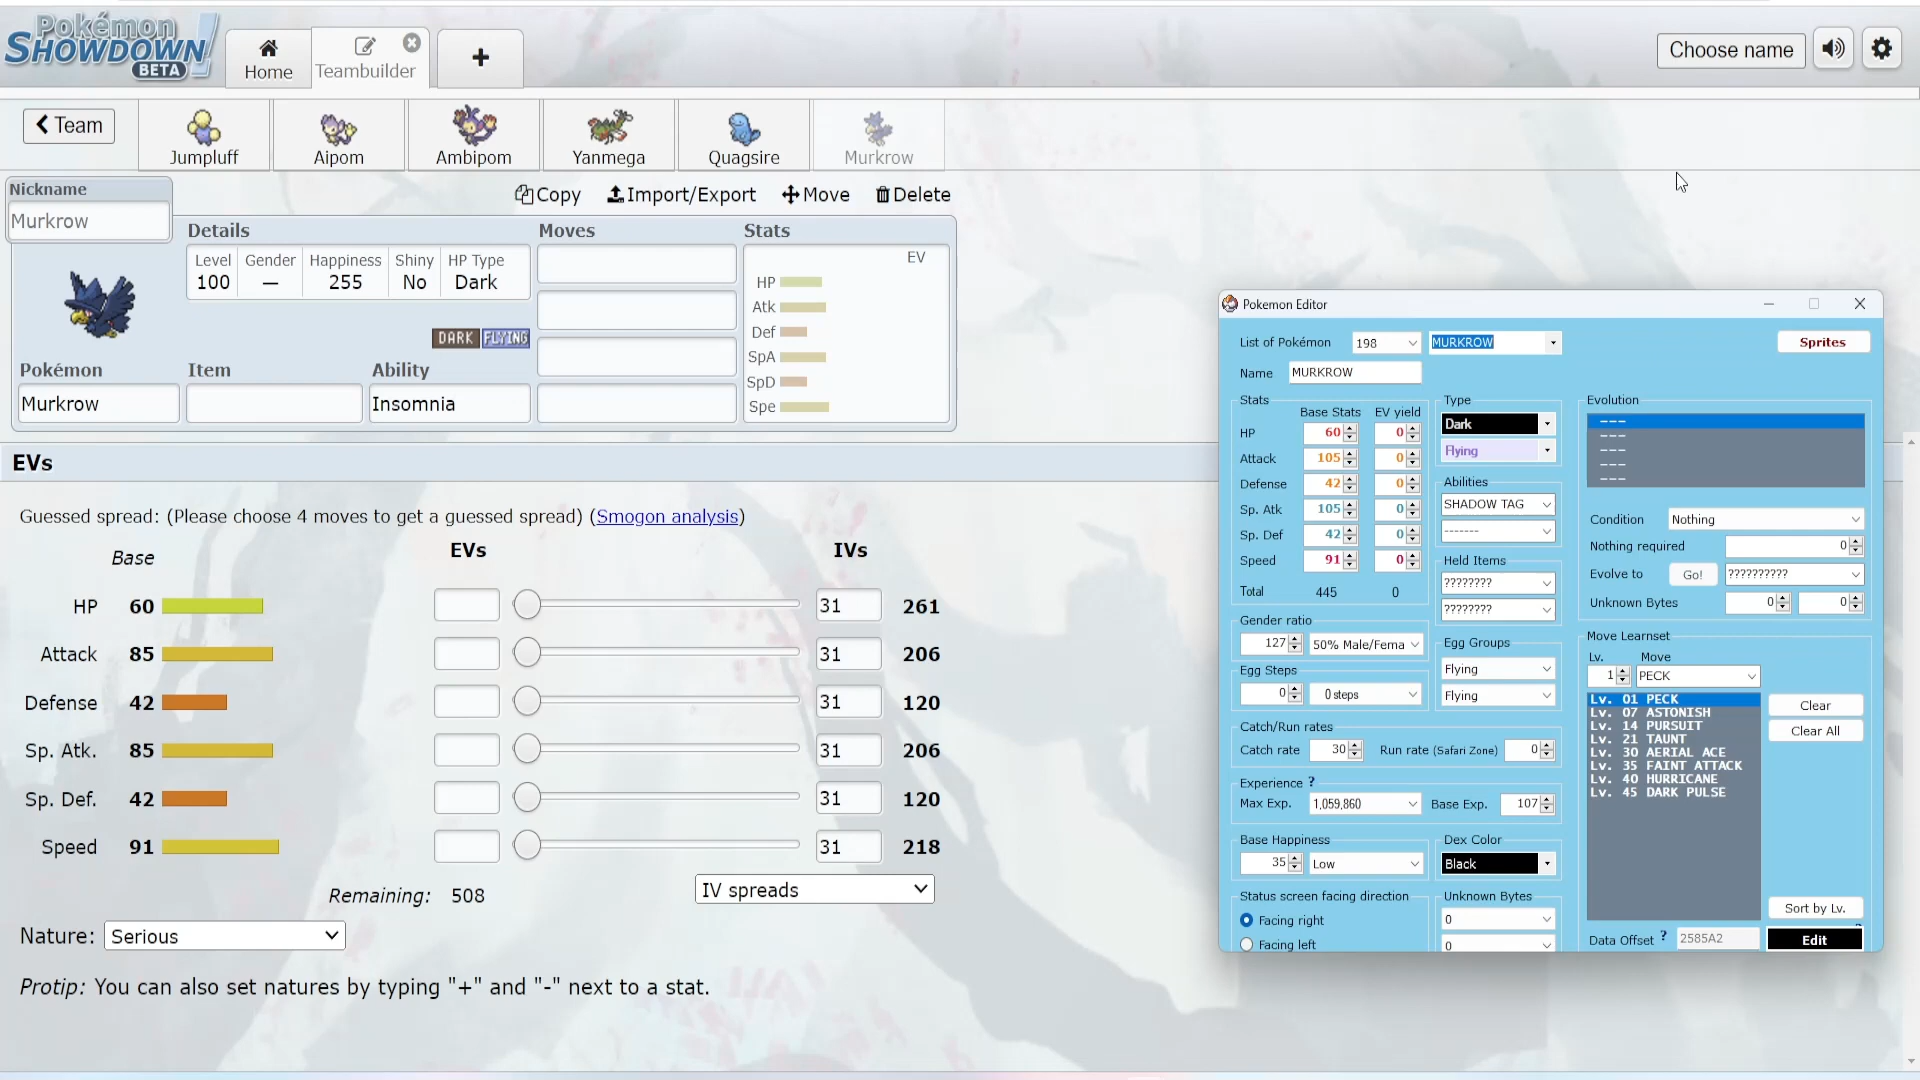 Pokémon
SHOWDOWN!
BETA
Home
Teambuilder
+
Choose name
Team
Jumpluff
Aipom
Ambipom
Yanmega
Quagsire
Murkrow
Nickname
Murkrow
Copy
Import/Export
Move
Delete
Details
Moves
Stats
Level
Gender
Happiness
Shiny
HP Type
100
—
255
No
Dark
EV
HP
Atk
Def
SpA
SpD
Spe
DARK FLYING
Pokémon
Item
Ability
Murkrow
Insomnia
EVs
Guessed spread: (Please choose 4 moves to get a guessed spread) (Smogon analysis)
Base
EVs
IVs
HP 60 31 261
Attack 85 31 206
Defense 42 31 120
Sp. Atk. 85 31 206
Sp. Def. 42 31 120
Speed 91 31 218
Remaining: 508
IV spreads
Nature: Serious
Protip: You can also set natures by typing "+" and "-" next to a stat.
Pokemon Editor
List of Pokémon 198 MURKROW
Sprites
Name MURKROW
Stats
Base Stats EV yield
HP 60 0
Attack 105 0
Defense 42 0
Sp. Atk 105 0
Sp. Def 42 0
Speed 91 0
Total 445 0
Gender ratio
127 50% Male/Fema
Egg Steps
0 0 steps
Catch/Run rates
Catch rate 30 Run rate (Safari Zone) 0
Experience ?
Max Exp. 1,059,860 Base Exp. 107
Base Happiness
35 Low
Status screen facing direction
Facing right
Facing left
Type
Dark
Flying
Abilities
SHADOW TAG
-------
Held Items
????????
????????
Egg Groups
Flying
Flying
Dex Color
Black
Unknown Bytes
0
0
Evolution
---
---
---
---
---
Condition Nothing
Nothing required 0
Evolve to Go! ??????????
Unknown Bytes 0 0
Move Learnset
Lv. Move
1 PECK
Lv. 01 PECK
Lv. 07 ASTONISH
Lv. 14 PURSUIT
Lv. 21 TAUNT
Lv. 30 AERIAL ACE
Lv. 35 FAINT ATTACK
Lv. 40 HURRICANE
Lv. 45 DARK PULSE
Clear
Clear All
Sort by Lv.
Data Offset ? 2585A2
Edit